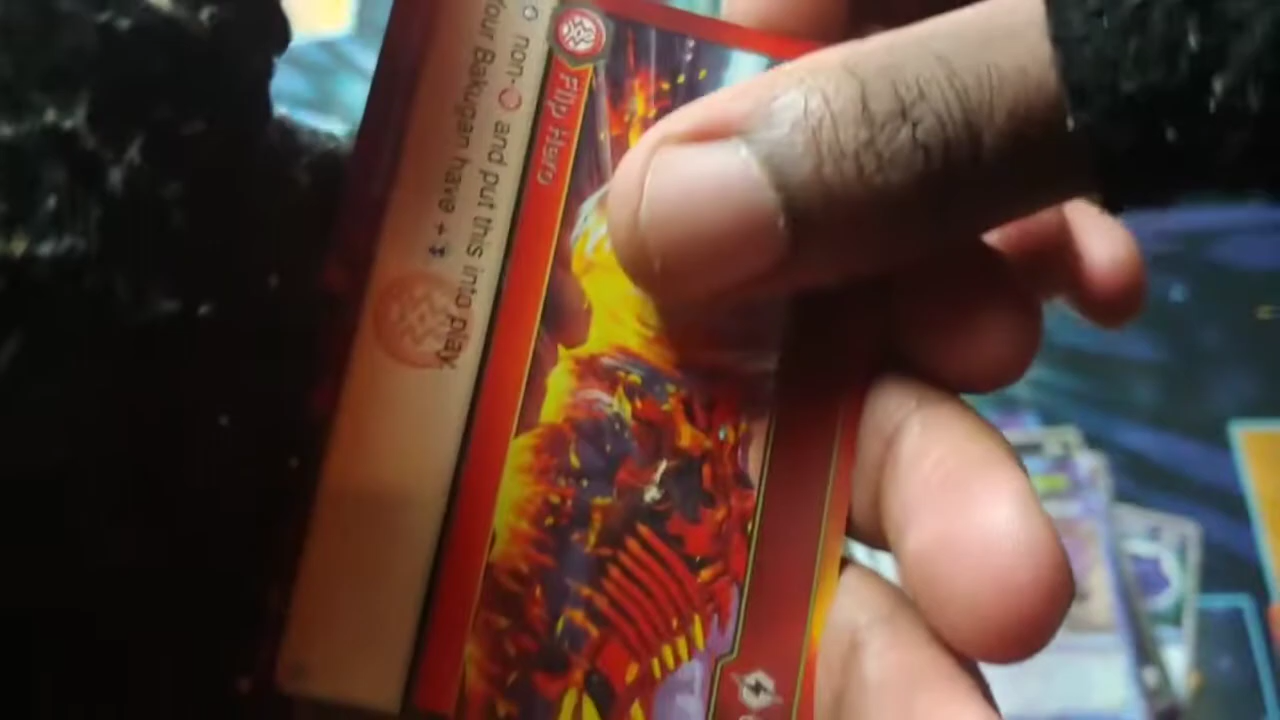 Flip Hero
non- and put this into play
Your Bakugan have +